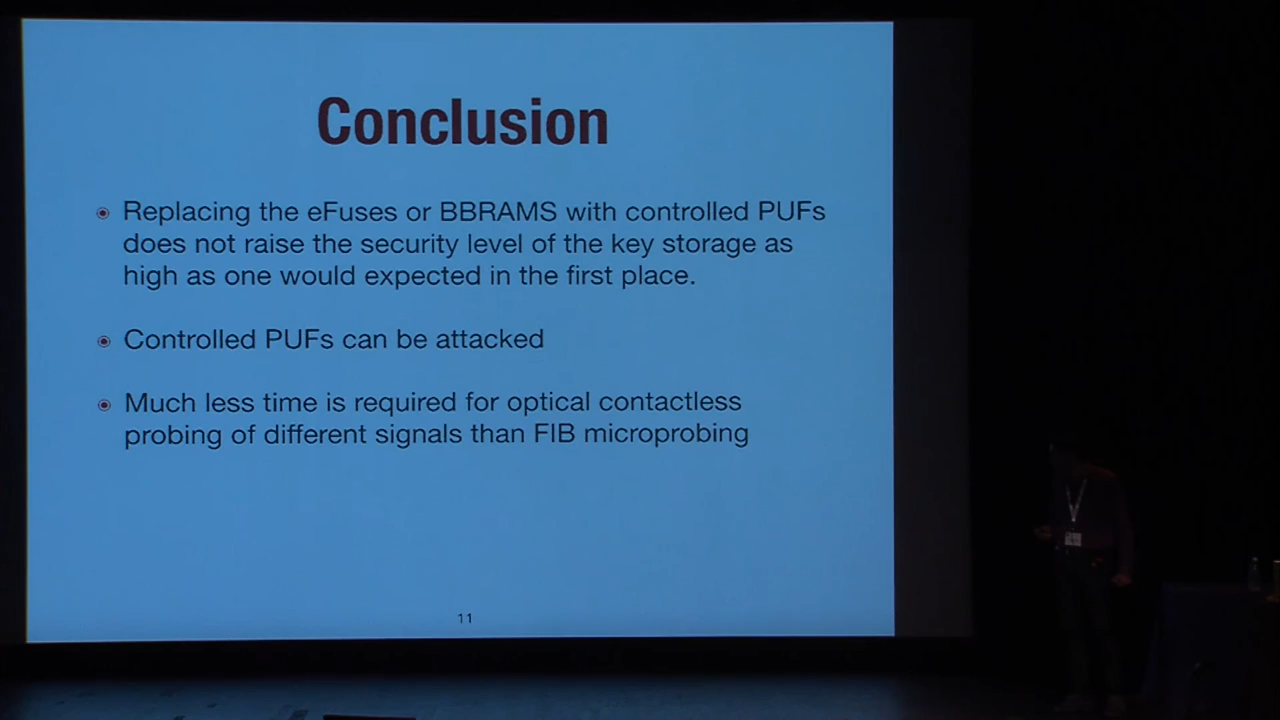 Conclusion
Replacing the eFuses or BBRAMS with controlled PUFs
does not raise the security level of the key storage as
high as one would expected in the first place.
Controlled PUFs can be attacked
Much less time is required for optical contactless
probing of different signals than FIB microprobing
11